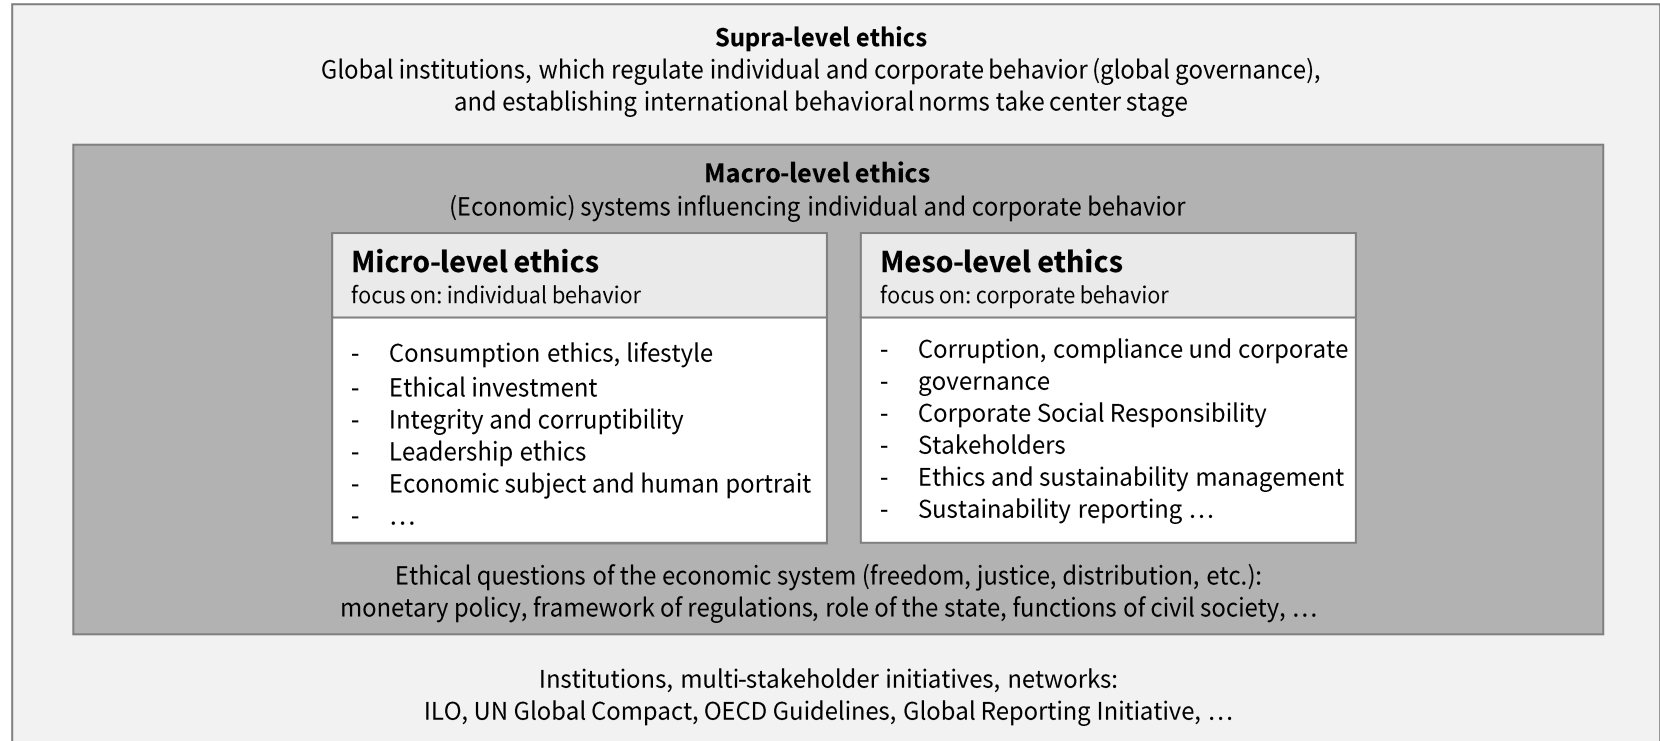 Supra-level ethics
Global institutions, which regulate individual and corporate behavior (global governance),
and establishing international behavioral norms take center stage
Macro-level ethics
(Economic) systems influencing individual and corporate behavior
Micro-level ethics
focus on: individual behavior
- Consumption ethics, lifestyle
- Ethical investment
- Integrity and corruptibility
- Leadership ethics
- Economic subject and human portrait
- …
Meso-level ethics
focus on: corporate behavior
- Corruption, compliance und corporate
- governance
- Corporate Social Responsibility
- Stakeholders
- Ethics and sustainability management
- Sustainability reporting …
Ethical questions of the economic system (freedom, justice, distribution, etc.):
monetary policy, framework of regulations, role of the state, functions of civil society, …
Institutions, multi-stakeholder initiatives, networks:
ILO, UN Global Compact, OECD Guidelines, Global Reporting Initiative, …